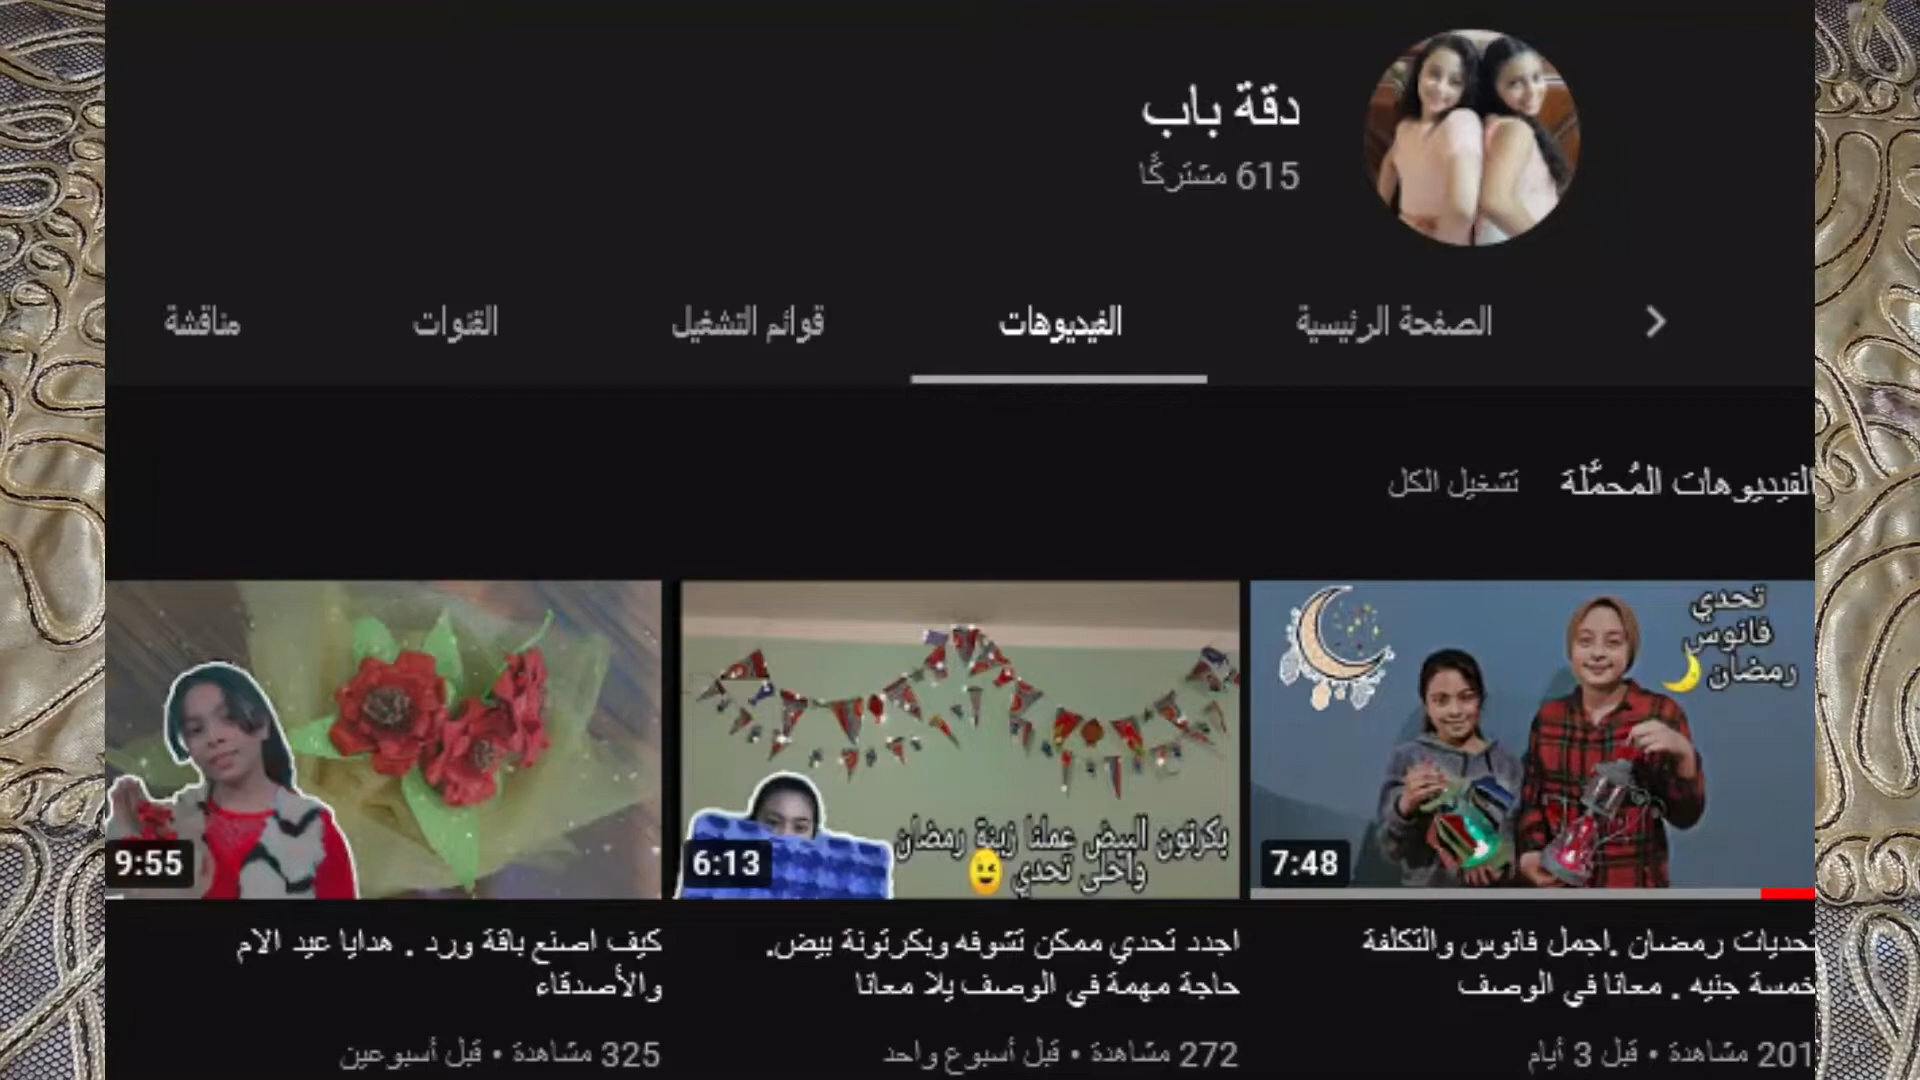 دقة باب
615 مشتركًا
الصفحة الرئيسية
الفيديوهات
قوائم التشغيل
القنوات
مناقشة
الفيديوهات المُحمَّلة
تشغيل الكل
تحدي
فانوس
رمضان
7:48
تحديات رمضان .اجمل فانوس والتكلفة
خمسة جنيه . معانا في الوصف
201 مشاهدة • قبل 3 أيام
بكرتون البيض عملنا زينة رمضان
واحلى تحدي
6:13
اجدد تحدي ممكن تشوفه وبكرتونة بيض.
حاجة مهمة في الوصف يلا معانا
272 مشاهدة • قبل أسبوع واحد
9:55
كيف اصنع باقة ورد . هدايا عيد الام
والأصدقاء
325 مشاهدة • قبل أسبوعين